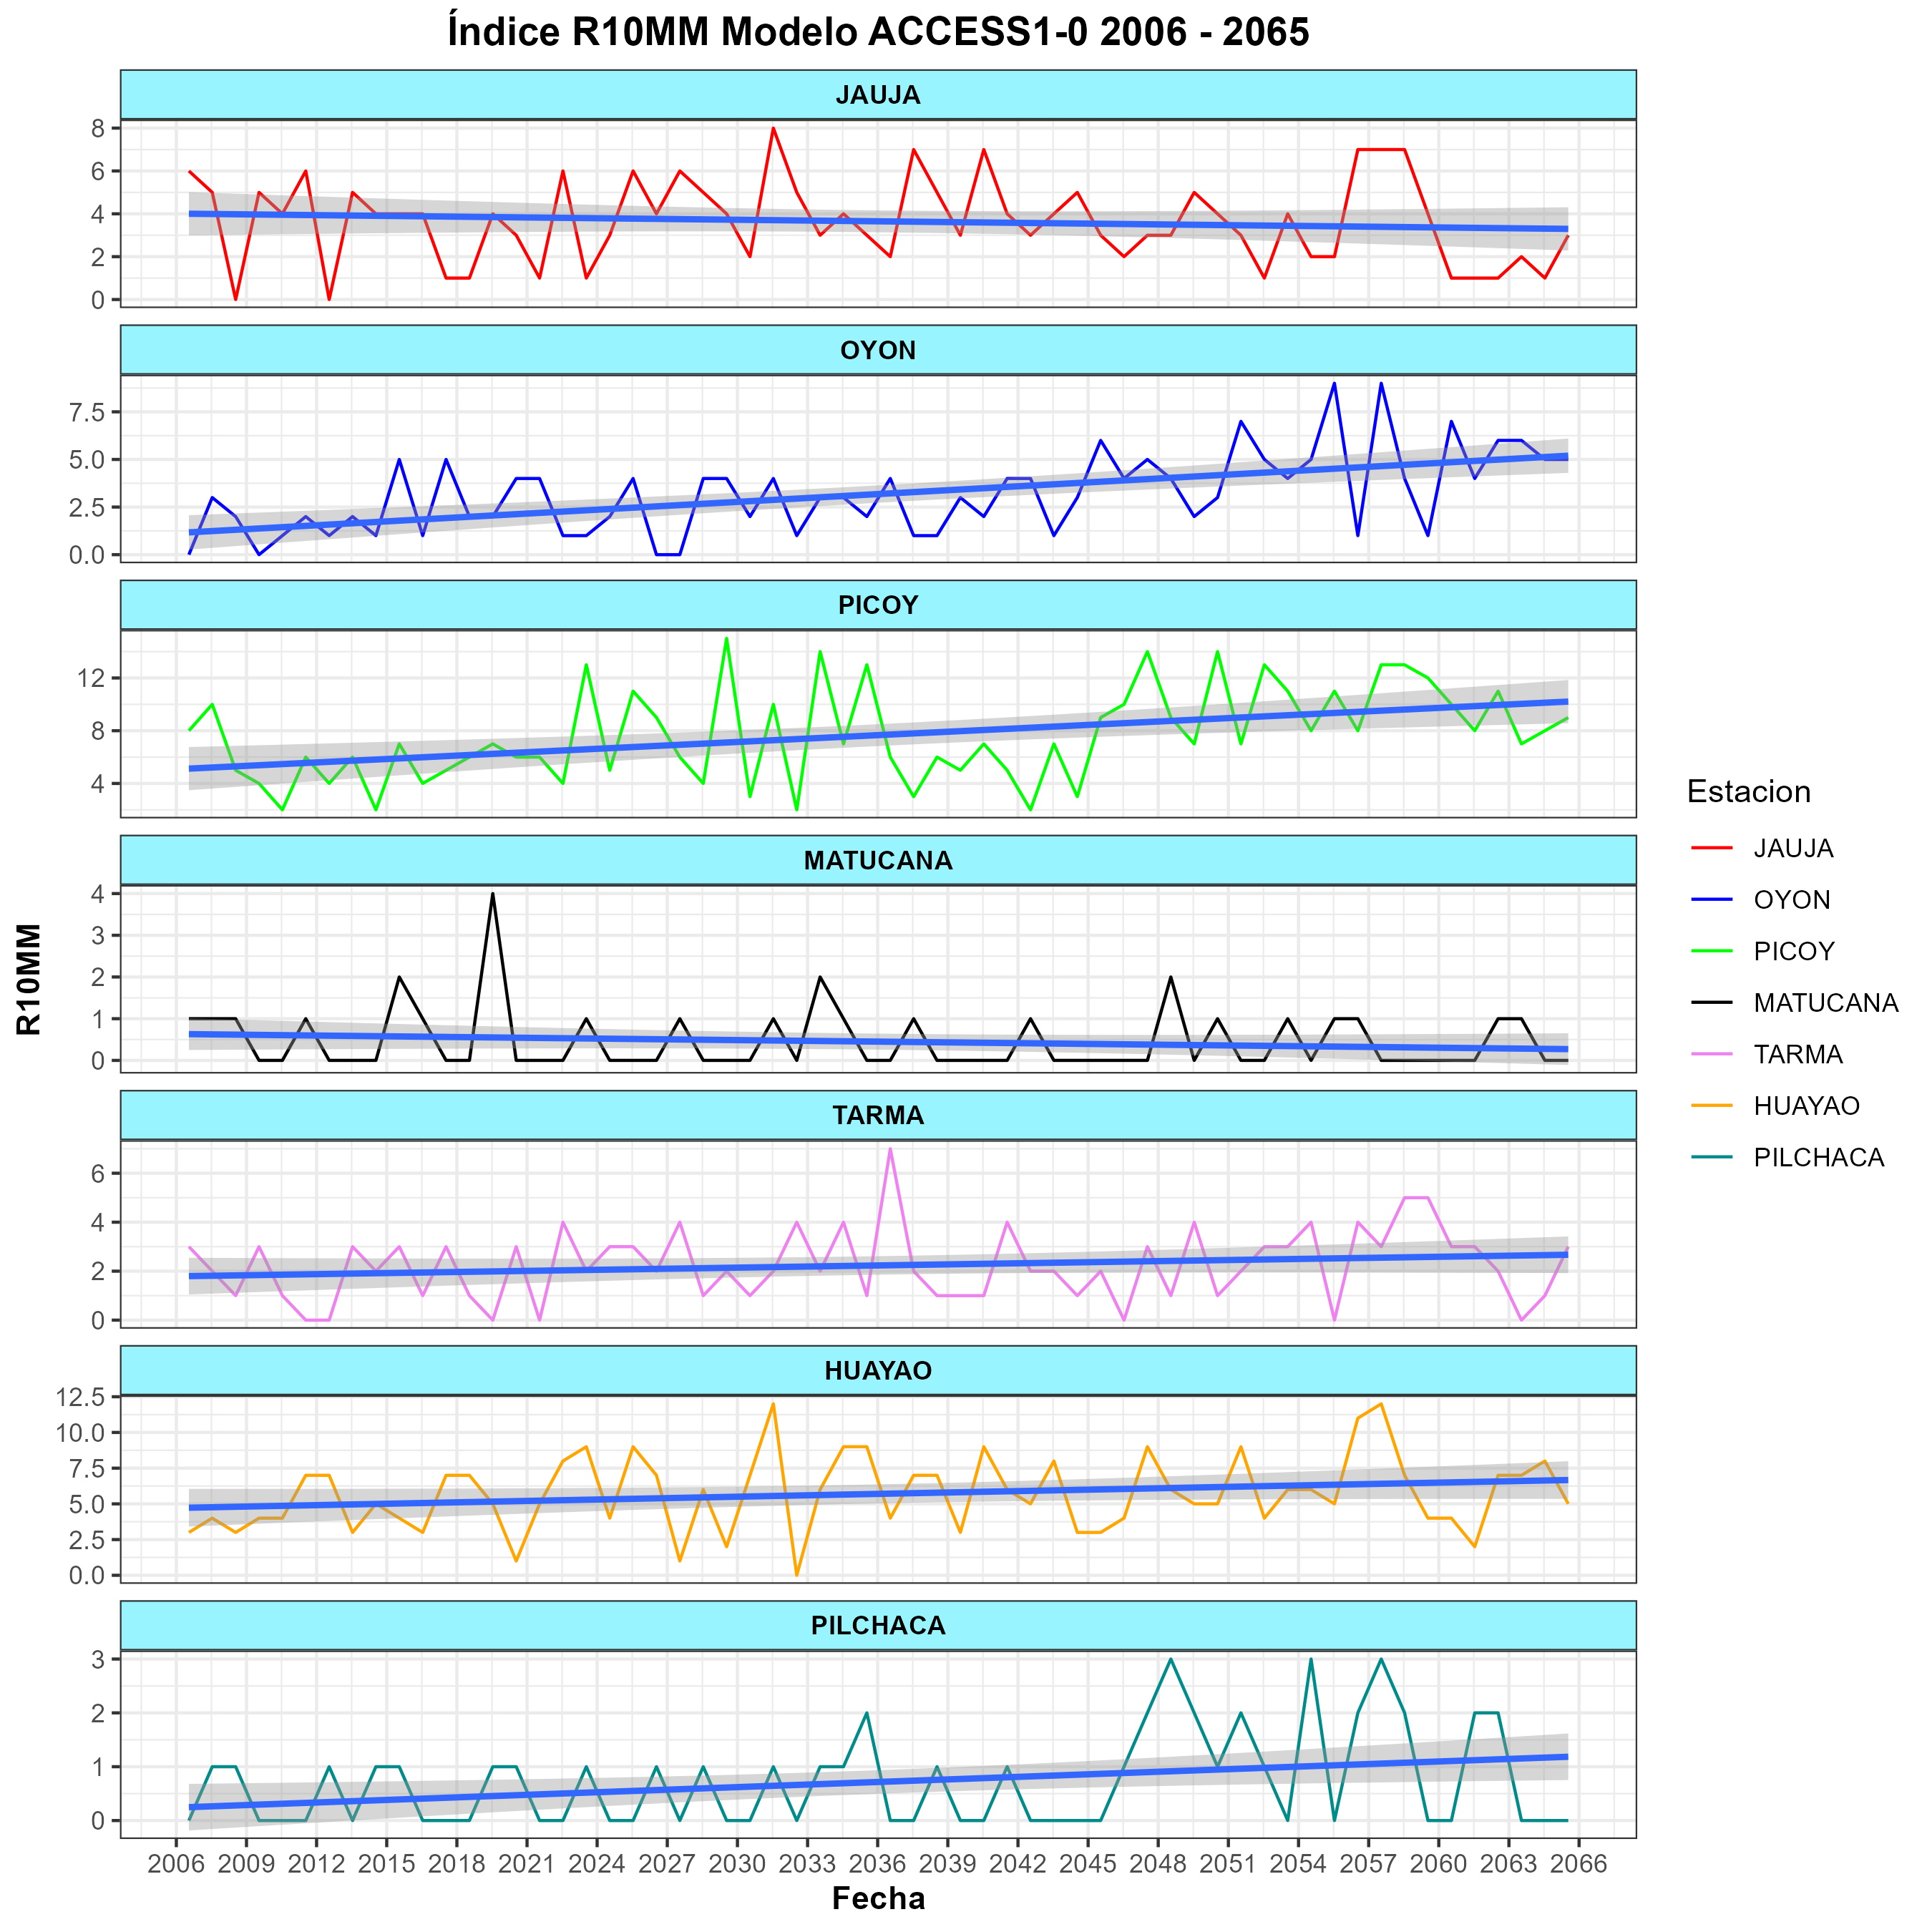 Índice R10MM Modelo ACCESS1-0 2006 - 2065
JAUJA
8
6
4
2
0
OYON
7.5
5.0
2.5
0.0
PICOY
12
8
4
MATUCANA
4
3
2
1
0
TARMA
6
4
2
0
HUAYAO
12.5
10.0
7.5
5.0
2.5
0.0
PILCHACA
3
2
1
0
2006 2009 2012 2015 2018 2021 2024 2027 2030 2033 2036 2039 2042 2045 2048 2051 2054 2057 2060 2063 2066
Fecha
R10MM
Estacion
JAUJA
OYON
PICOY
MATUCANA
TARMA
HUAYAO
PILCHACA